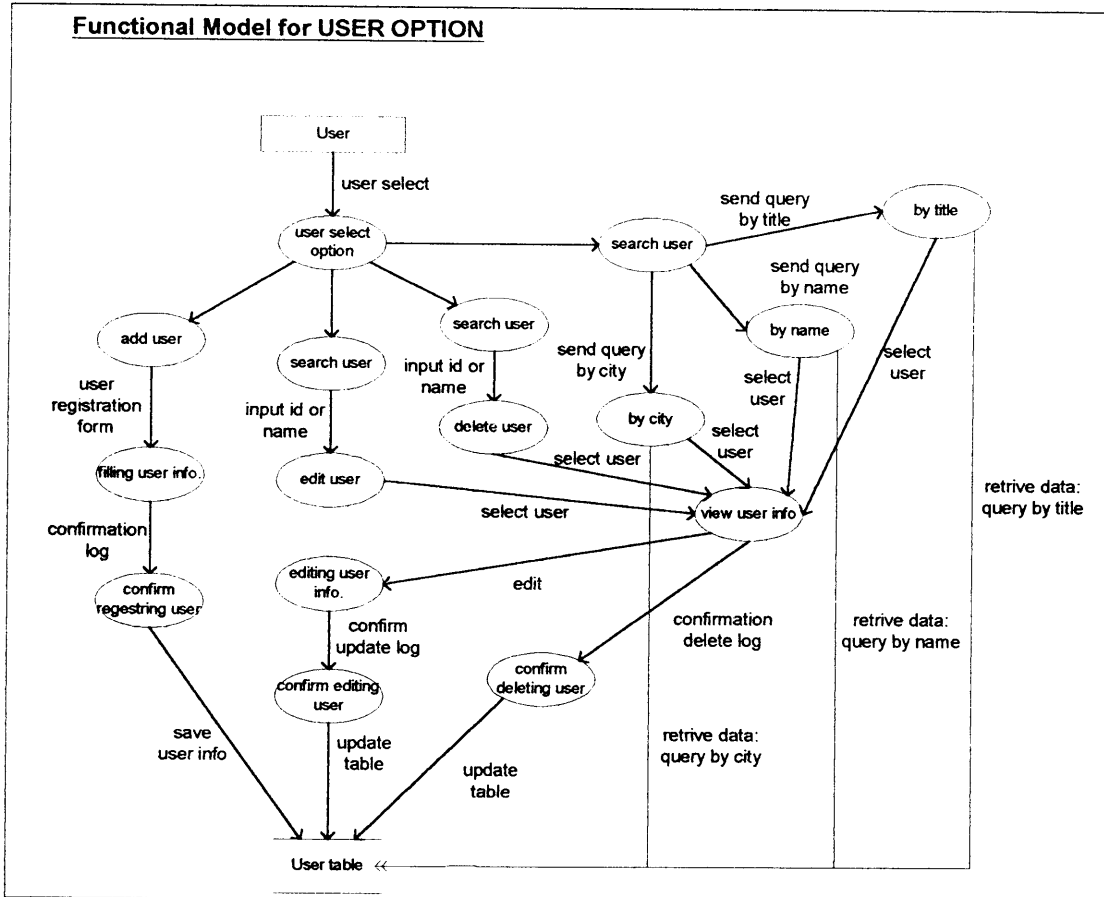 Functional Model for USER OPTION
User
user select
user select
option
search user
send query
by title
by title
send query
by name
by name
add user
search user
search user
send query
by city
select
user
select
user
user
registration
form
input id or
name
input id or
name
delete user
by city
select
user
select user
filling user info.
edit user
select user
view user info
retrive data:
query by title
confirmation
log
editing user
info.
edit
confirm
regestring user
confirm
update log
confirmation
delete log
retrive data:
query by name
confirm editing
user
confirm
deleting user
save
user info
update
table
update
table
retrive data:
query by city
User table